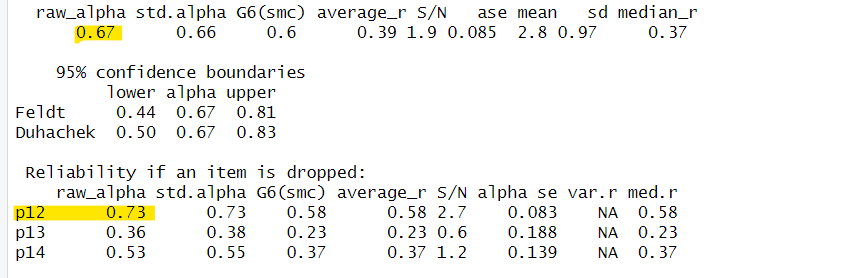 raw_alpha std.alpha G6(smc) average_r S/N ase mean sd median_r
0.67 0.66 0.6 0.39 1.9 0.085 2.8 0.97 0.37
95% confidence boundaries
lower alpha upper
Feldt 0.44 0.67 0.81
Duhachek 0.50 0.67 0.83
Reliability if an item is dropped:
raw_alpha std.alpha G6(smc) average_r S/N alpha se var.r med.r
p12 0.73 0.73 0.58 0.58 2.7 0.083 NA 0.58
p13 0.36 0.38 0.23 0.23 0.6 0.188 NA 0.23
p14 0.53 0.55 0.37 0.37 1.2 0.139 NA 0.37